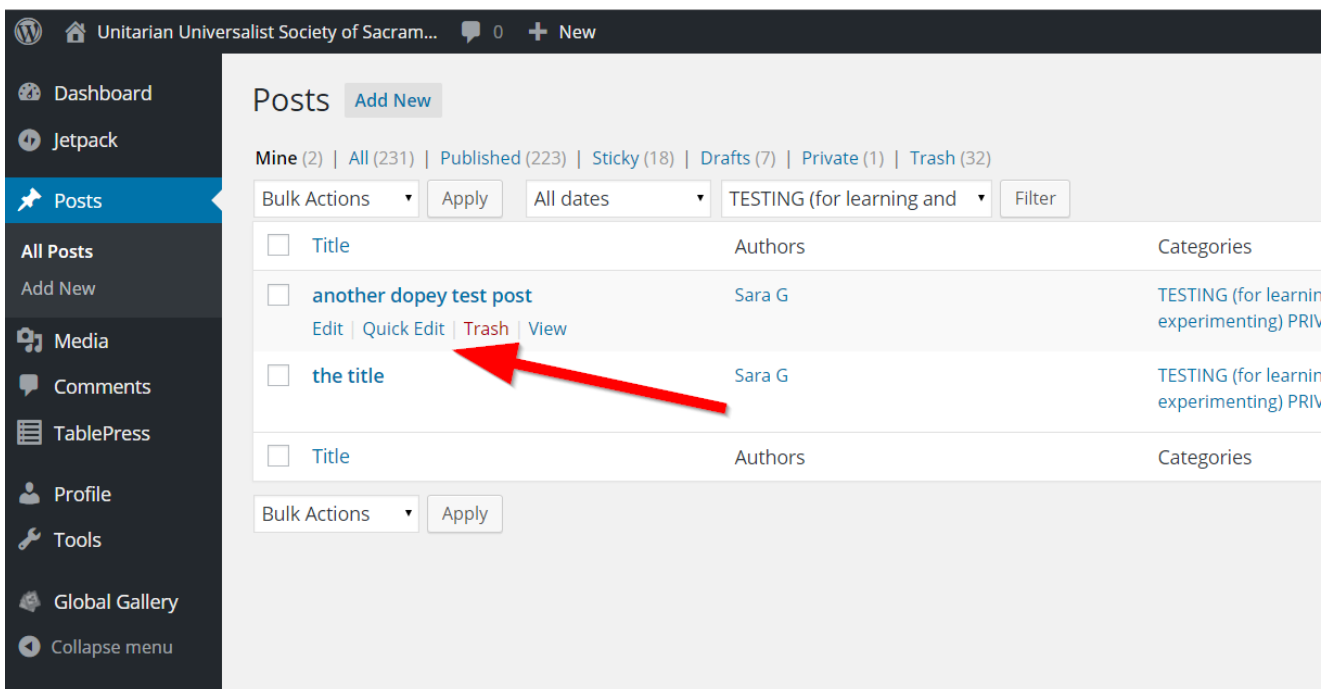 Unitarian Universalist Society of Sacram... 0 New
Dashboard
Jetpack
Posts
All Posts
Add New
Media
Comments
TablePress
Profile
Tools
Global Gallery
Collapse menu
Posts Add New
Mine (2) | All (231) | Published (223) | Sticky (18) | Drafts (7) | Private (1) | Trash (32)
Bulk Actions Apply All dates TESTING (for learning and Filter
Title Authors Categories
another dopey test post Sara G TESTING (for learnin
experimenting) PRIV
Edit | Quick Edit | Trash | View
the title Sara G TESTING (for learnin
experimenting) PRIV
Title Authors Categories
Bulk Actions Apply